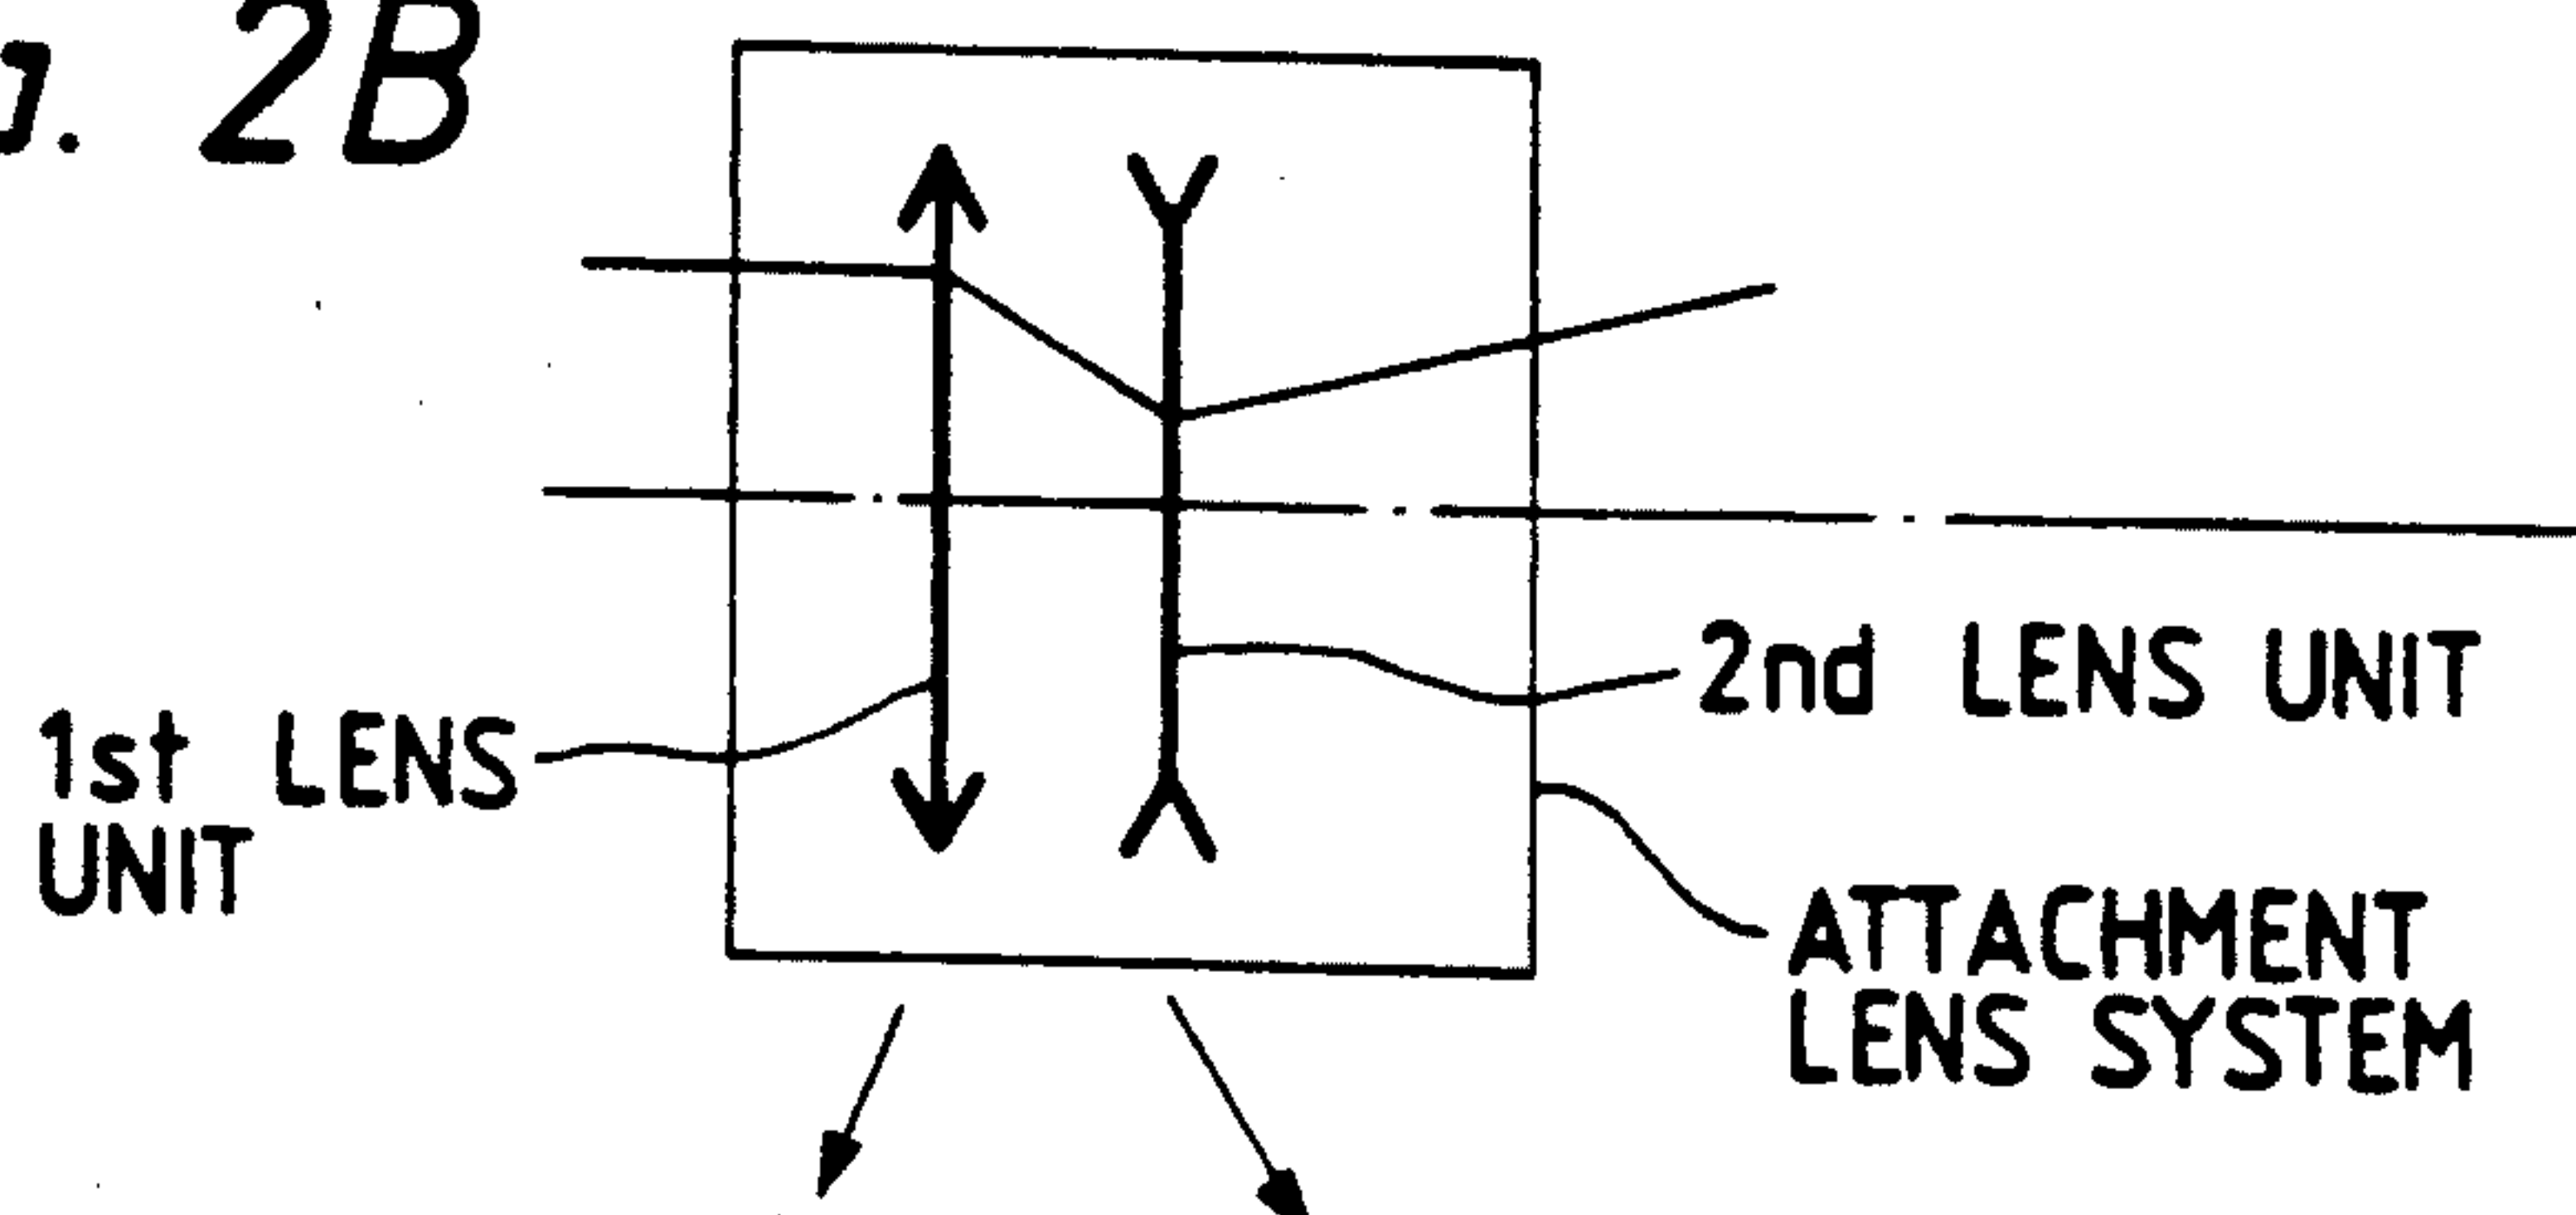 2B
1st LENS
UNIT
2nd LENS UNIT
ATTACHMENT
LENS SYSTEM